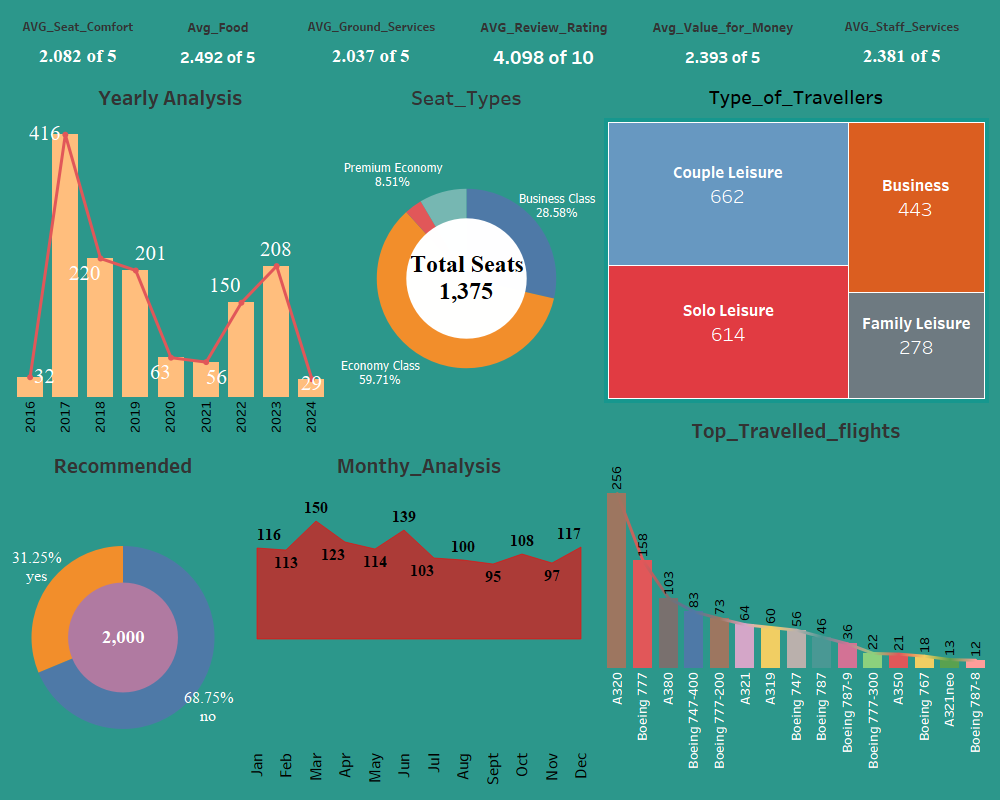 AVG_Seat_Comfort
2.082 of 5
Avg_Food
2.492 of 5
AVG_Ground_Services
2.037 of 5
AVG_Review_Rating
4.098 of 10
Avg_Value_for_Money
2.393 of 5
AVG_Staff_Services
2.381 of 5
Yearly Analysis
416
220
201
208
150
63
56
32
29
2016
2017
2018
2019
2020
2021
2022
2023
2024
Seat_Types
Premium Economy
8.51%
Business Class
28.58%
Total Seats
1,375
Economy Class
59.71%
Type_of_Travellers
Couple Leisure
662
Business
443
Solo Leisure
614
Family Leisure
278
Recommended
31.25%
yes
2,000
68.75%
no
Monthy_Analysis
116
113
150
123
114
139
103
100
95
108
97
117
Jan
Feb
Mar
Apr
May
Jun
Jul
Aug
Sept
Oct
Nov
Dec
Top_Travelled_flights
256
158
103
83
73
64
60
56
46
36
22
21
18
13
12
A320
Boeing 777
A380
Boeing 747-400
Boeing 777-200
A321
A319
Boeing 747
Boeing 787
Boeing 787-9
Boeing 777-300
A350
Boeing 767
A321neo
Boeing 787-8